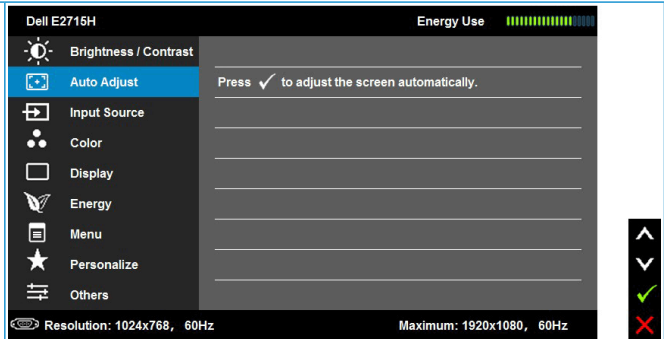 Dell E2715H Energy Use
Brightness / Contrast
Auto Adjust Press ✓ to adjust the screen automatically.
Input Source
Color
Display
Energy
Menu
Personalize
Others
Resolution: 1024x768, 60Hz Maximum: 1920x1080, 60Hz